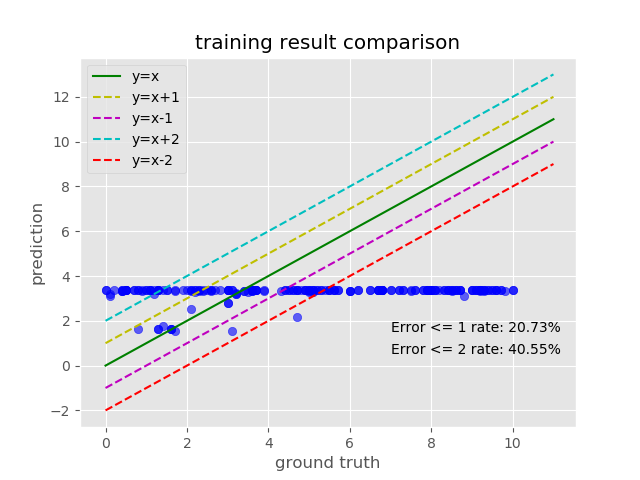 training result comparison
y=x
y=x+1
y=x-1
y=x+2
y=x-2
12
10
8
6
4
2
0
−2
prediction
Error <= 1 rate: 20.73%
Error <= 2 rate: 40.55%
0 2 4 6 8 10
ground truth